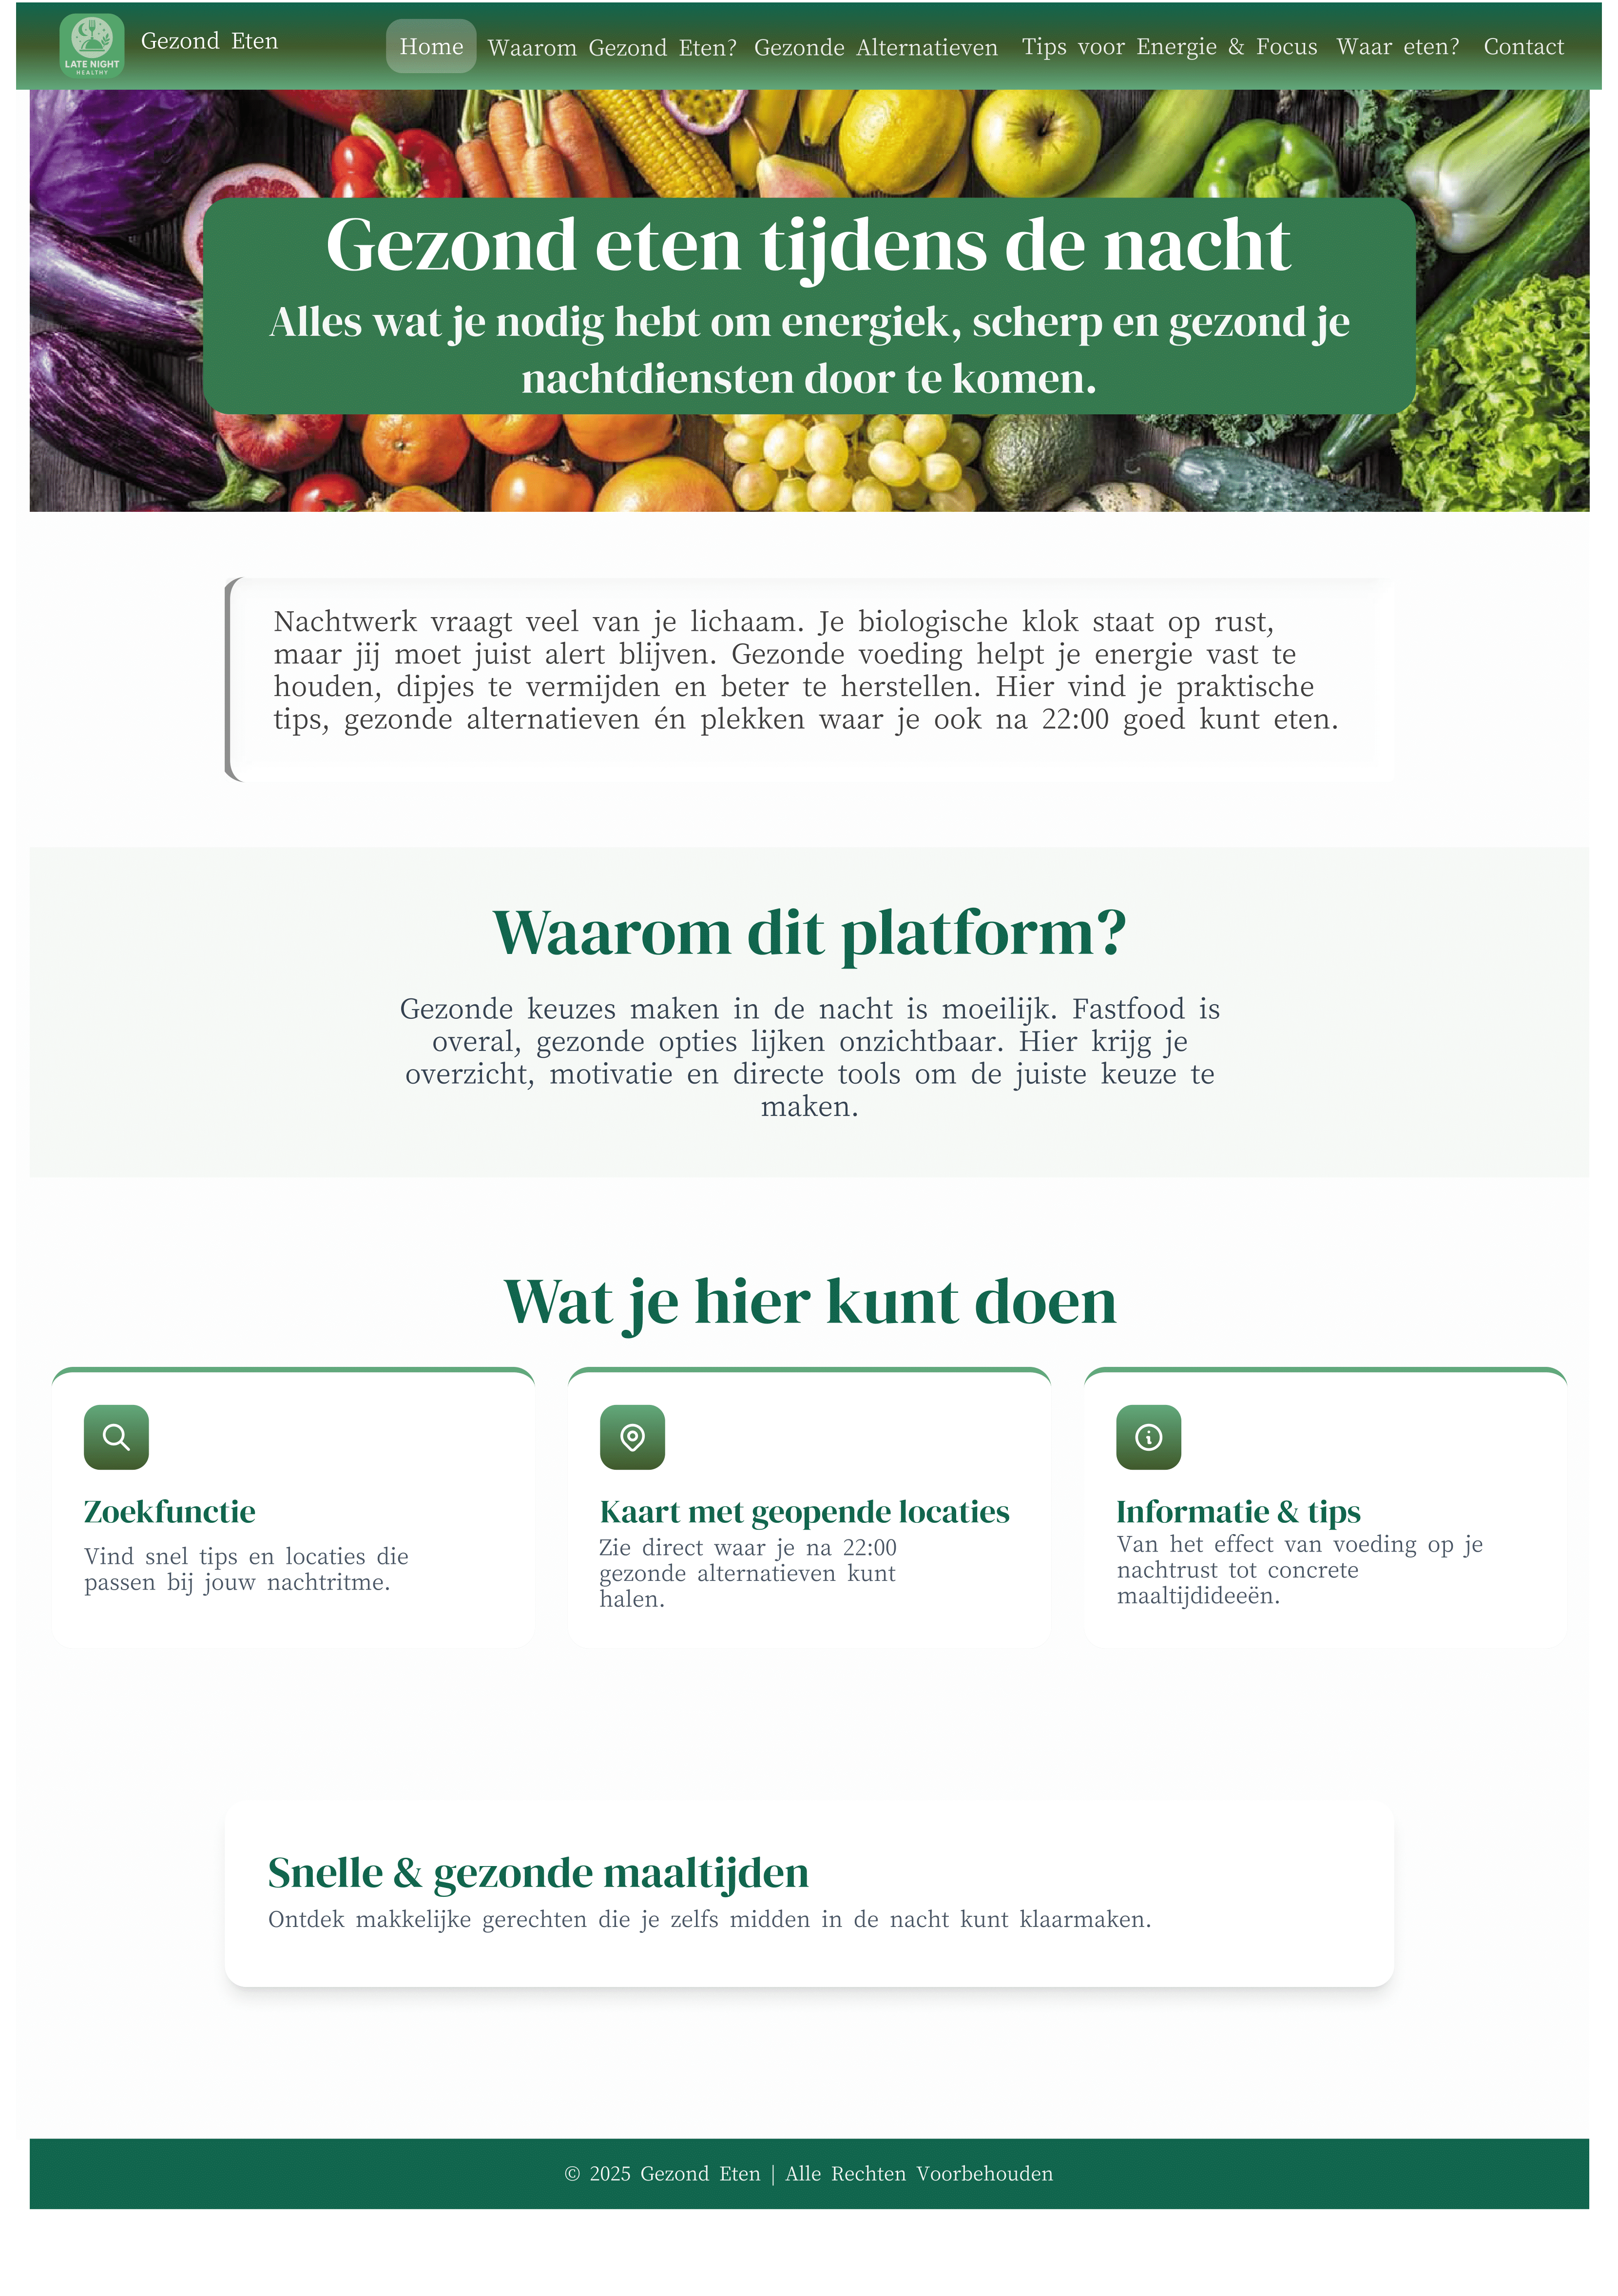 LATE NIGHT
HEALTHY
Gezond Eten
Home
Waarom Gezond Eten?
Gezonde Alternatieven
Tips voor Energie & Focus
Waar eten?
Contact
Gezond eten tijdens de nacht
Alles wat je nodig hebt om energiek, scherp en gezond je
nachtdiensten door te komen.
Nachtwerk vraagt veel van je lichaam. Je biologische klok staat op rust,
maar jij moet juist alert blijven. Gezonde voeding helpt je energie vast te
houden, dipjes te vermijden en beter te herstellen. Hier vind je praktische
tips, gezonde alternatieven én plekken waar je ook na 22:00 goed kunt eten.
Waarom dit platform?
Gezonde keuzes maken in de nacht is moeilijk. Fastfood is
overal, gezonde opties lijken onzichtbaar. Hier krijg je
overzicht, motivatie en directe tools om de juiste keuze te
maken.
Wat je hier kunt doen
Zoekfunctie
Vind snel tips en locaties die
passen bij jouw nachtritme.
Kaart met geopende locaties
Zie direct waar je na 22:00
gezonde alternatieven kunt
halen.
Informatie & tips
Van het effect van voeding op je
nachtrust tot concrete
maaltijdideeën.
Snelle & gezonde maaltijden
Ontdek makkelijke gerechten die je zelfs midden in de nacht kunt klaarmaken.
© 2025 Gezond Eten | Alle Rechten Voorbehouden